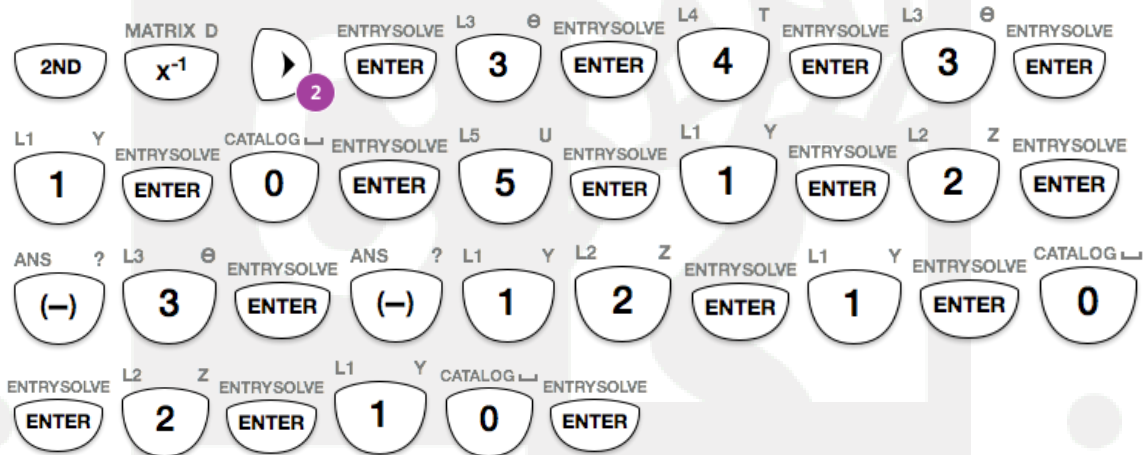 MATRIX D ENTRYSOLVE L3 θ ENTRYSOLVE L4 T ENTRYSOLVE L3 θ ENTRYSOLVE
2ND x⁻¹ 2 ENTER 3 ENTER 4 ENTER 3 ENTER
L1 Y ENTRYSOLVE CATALOG ⌴ ENTRYSOLVE L5 U ENTRYSOLVE L1 Y ENTRYSOLVE L2 Z ENTRYSOLVE
1 ENTER 0 ENTER 5 ENTER 1 ENTER 2 ENTER
ANS ? L3 θ ENTRYSOLVE ANS ? L1 Y L2 Z ENTRYSOLVE L1 Y ENTRYSOLVE CATALOG ⌴
(–) 3 ENTER (–) 1 2 ENTER 1 ENTER 0
ENTRYSOLVE L2 Z ENTRYSOLVE L1 Y CATALOG ⌴ ENTRYSOLVE
ENTER 2 ENTER 1 0 ENTER